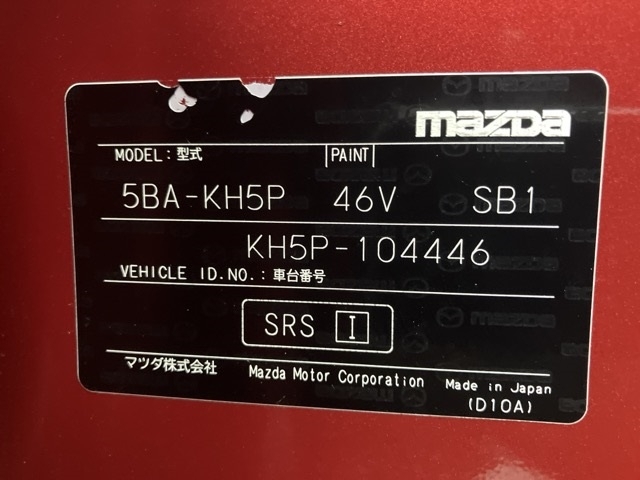 mazda
MODEL: 型式 PAINT
5BA-KH5P 46V SB1
KH5P-104446
VEHICLE ID.NO.: 車台番号
SRS I
マツダ株式会社 Mazda Motor Corporation Made in Japan
(D10A)